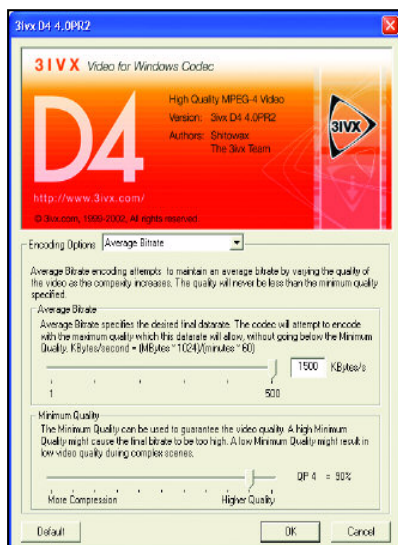 3ivx D4 4.0PR2
3IVX Video for Windows Codec
D4
High Quality MPEG-4 Video
Version: 3ivx D4 4.0PR2
Authors: Shitowax
The 3ivx Team
3IVX
http://www.3ivx.com/
© 3ivx.com, 1999-2002, All rights reserved.
Encoding Options Average Bitrate
Average Bitrate encoding attempts to maintain an average bitrate by varying the quality of
the video as the compexity increases. The quality will never be less than the minimum quality
specified.
Average Bitrate
Average Bitrate specifies the desired final datarate. The codec will attempt to encode
with the maximum quality which this datarate will allow, without going below the Minimum
Quality. KBytes/second = (MBytes * 1024)/(minutes * 60)
1500 KBytes/s
1 500
Minimum Quality
The Minimum Quality can be used to guarantee the video quality. A high Minimum
Quality might cause the final bitrate to be too high. A low Minimum Quality might result in
low video quality during complex scenes.
QP 4 = 90%
More Compression Higher Quality
Default OK Cancel